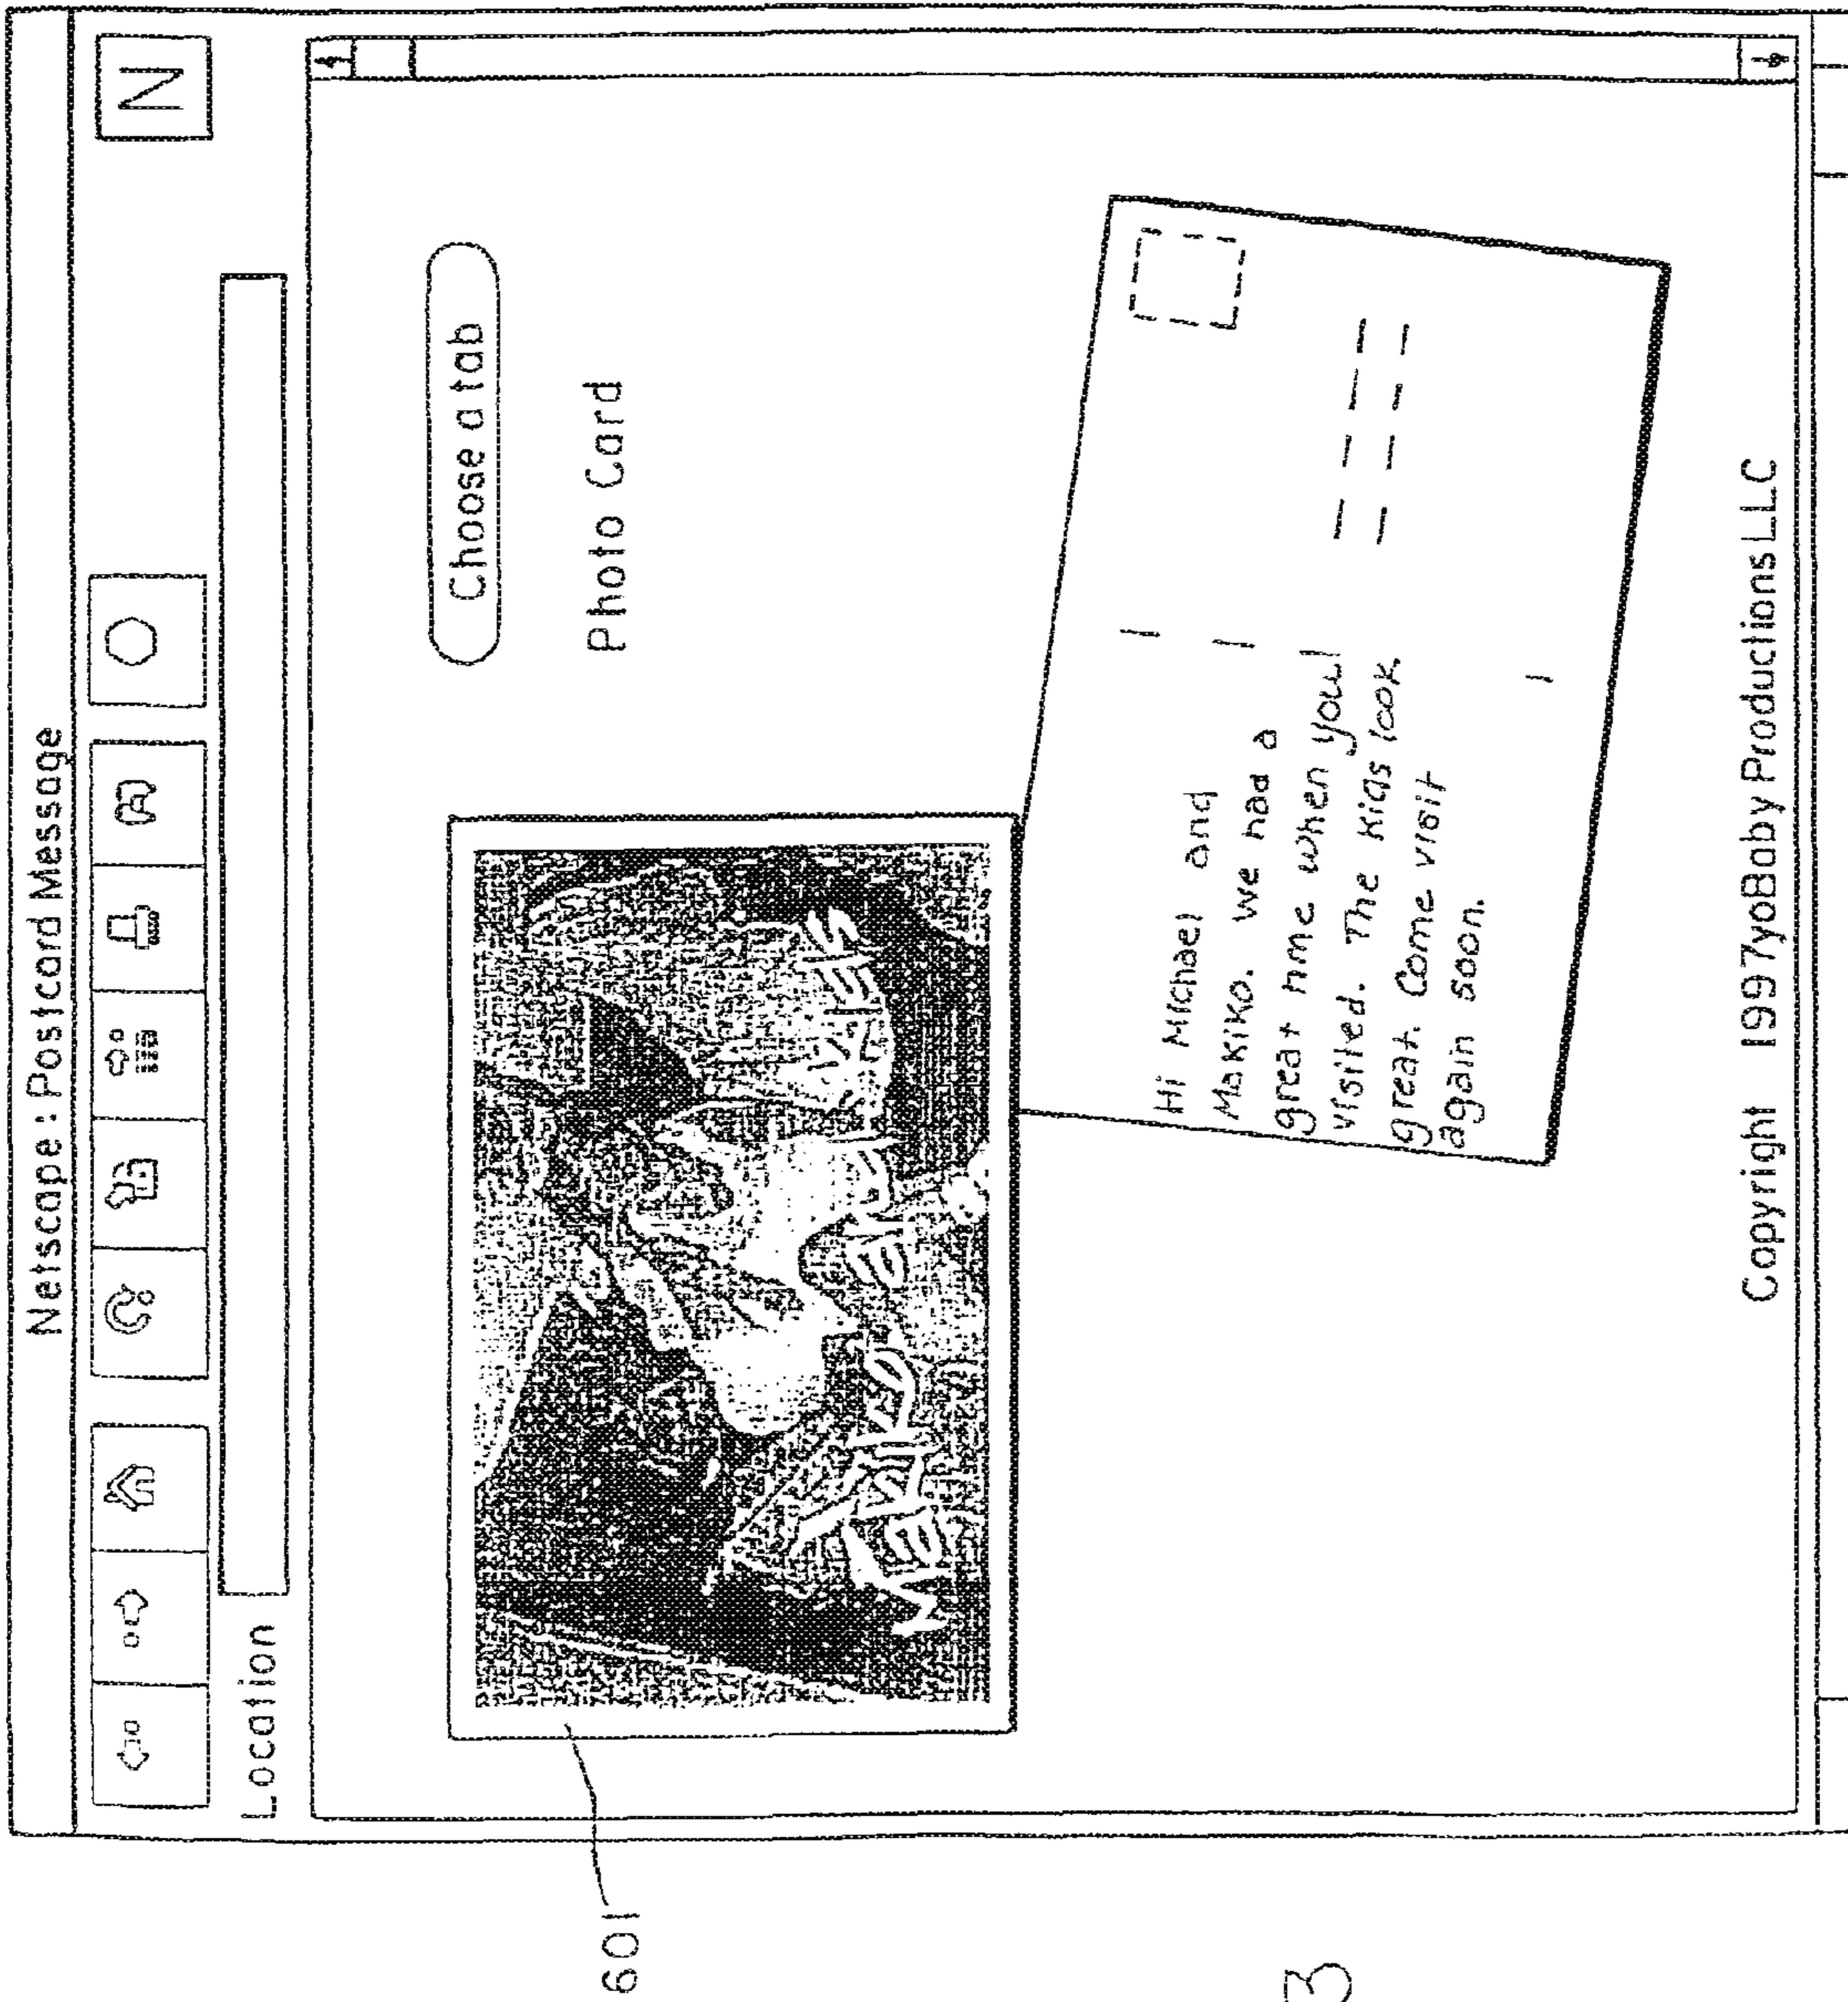 Netscape : Postcard Message
N
Location
Choose a tab
Photo Card
Hi Michael and
Makiko. We had a
great time when you
visited. The kids look
great. Come visit
again soon.
Copyright 1997yoBaby Productions LLC
601
3